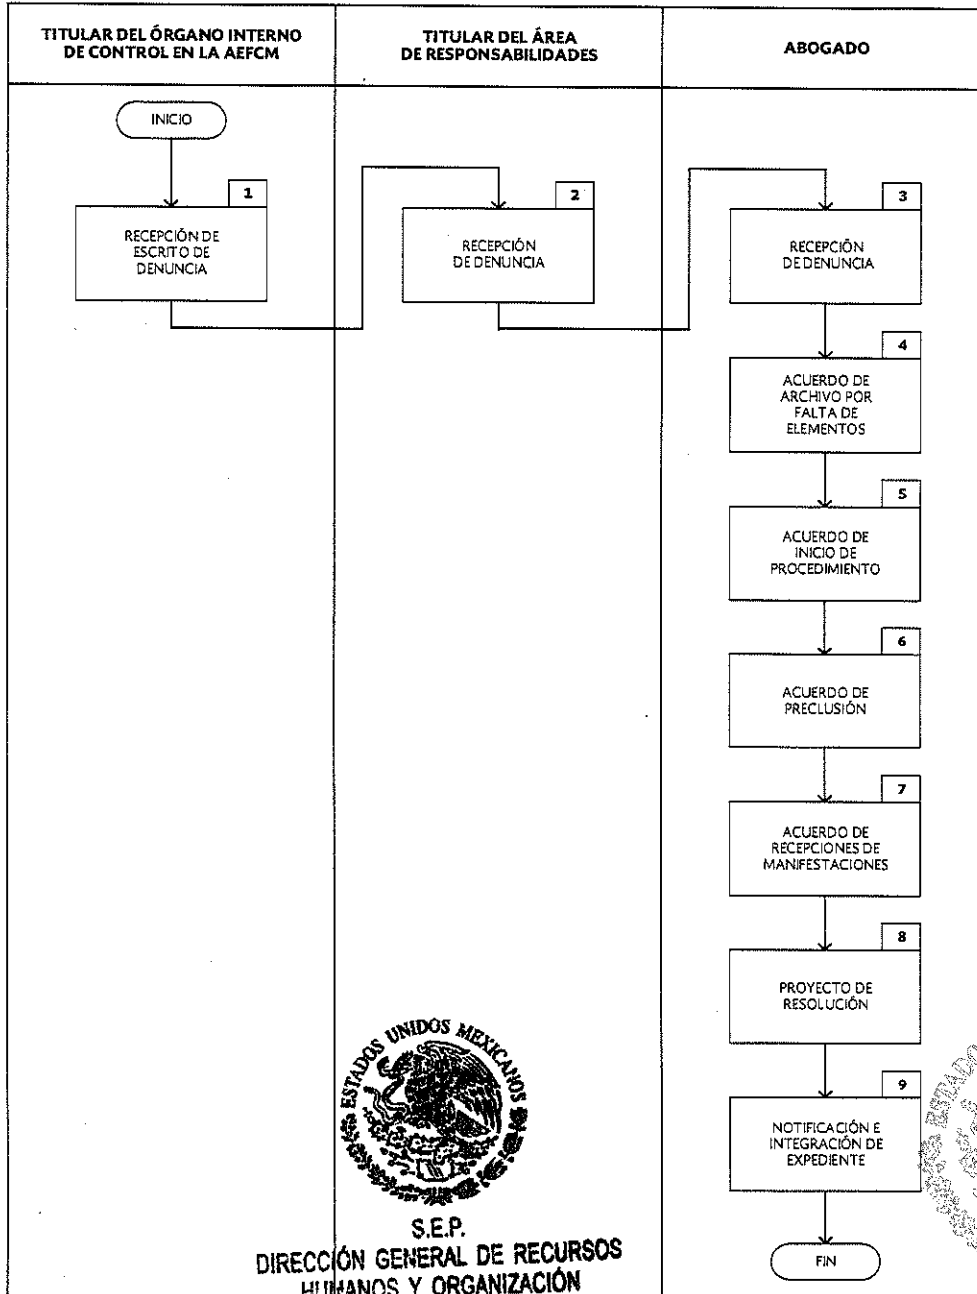 TITULAR DEL ÓRGANO INTERNO
DE CONTROL EN LA AEFCM
TITULAR DEL ÁREA
DE RESPONSABILIDADES
ABOGADO
INICIO
1
RECEPCIÓN DE
ESCRITO DE
DENUNCIA
2
RECEPCIÓN
DE DENUNCIA
3
RECEPCIÓN
DE DENUNCIA
4
ACUERDO DE
ARCHIVO POR
FALTA DE
ELEMENTOS
5
ACUERDO DE
INICIO DE
PROCEDIMIENTO
6
ACUERDO DE
PRECLUSIÓN
7
ACUERDO DE
RECEPCIONES DE
MANIFESTACIONES
8
PROYECTO DE
RESOLUCIÓN
9
NOTIFICACIÓN E
INTEGRACIÓN DE
EXPEDIENTE
FIN
ESTADOS UNIDOS MEXICANOS
S.E.P.
DIRECCIÓN GENERAL DE RECURSOS
HUMANOS Y ORGANIZACIÓN
ESTADO